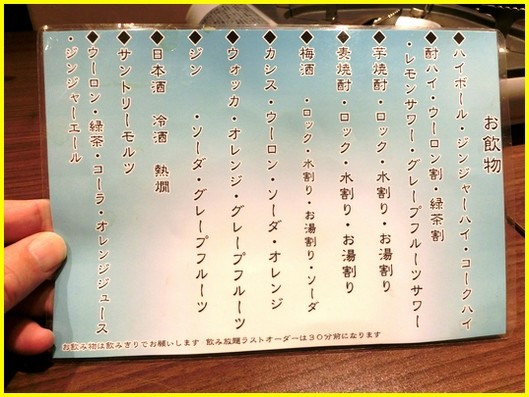 お飲物
◆ハイボール・ジンジャーハイ・コークハイ
◆酎ハイ・ウーロン割・緑茶割
・レモンサワー・グレープフルーツサワー
◆芋焼酎・ロック・水割り・お湯割り
◆麦焼酎・ロック・水割り・お湯割り
◆梅酒・ロック・水割り・お湯割り・ソーダ
◆カシス・ウーロン・ソーダ・オレンジ
◆ウォッカ・オレンジ・グレープフルーツ
◆ジン・ソーダ・グレープフルーツ
◆日本酒 冷酒 熱燗
◆サントリーモルツ
◆ウーロン・緑茶・コーラ・オレンジジュース
・ジンジャーエール
お飲み物は飲みきりでお願いします 飲み放題ラストオーダーは30分前になります